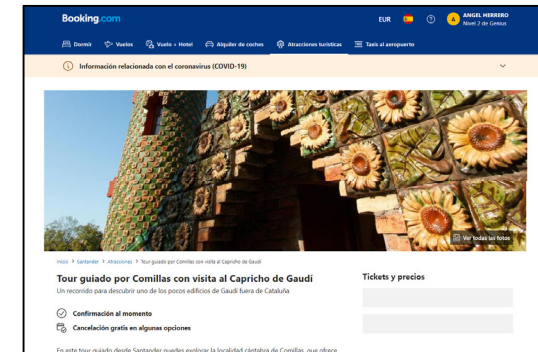 Booking.com
EUR
ANGEL HERRERO
A
Nivel 2 de Genius
Dormir
Vuelos
Vuelo + Hotel
Alquiler de coches
Atracciones turísticas
Taxis al aeropuerto
Información relacionada con el coronavirus (COVID-19)
Ver todas las fotos
Inicio > Santander > Atracciones > Tour guiado por Comillas con visita al Capricho de Gaudí
Tour guiado por Comillas con visita al Capricho de Gaudí
Tickets y precios
Un recorrido para descubrir uno de los pocos edificios de Gaudí fuera de Cataluña
Confirmación al momento
Cancelación gratis en algunas opciones
En este tour guiado desde Santander puedes explorar la localidad cántabra de Comillas, que ofrece